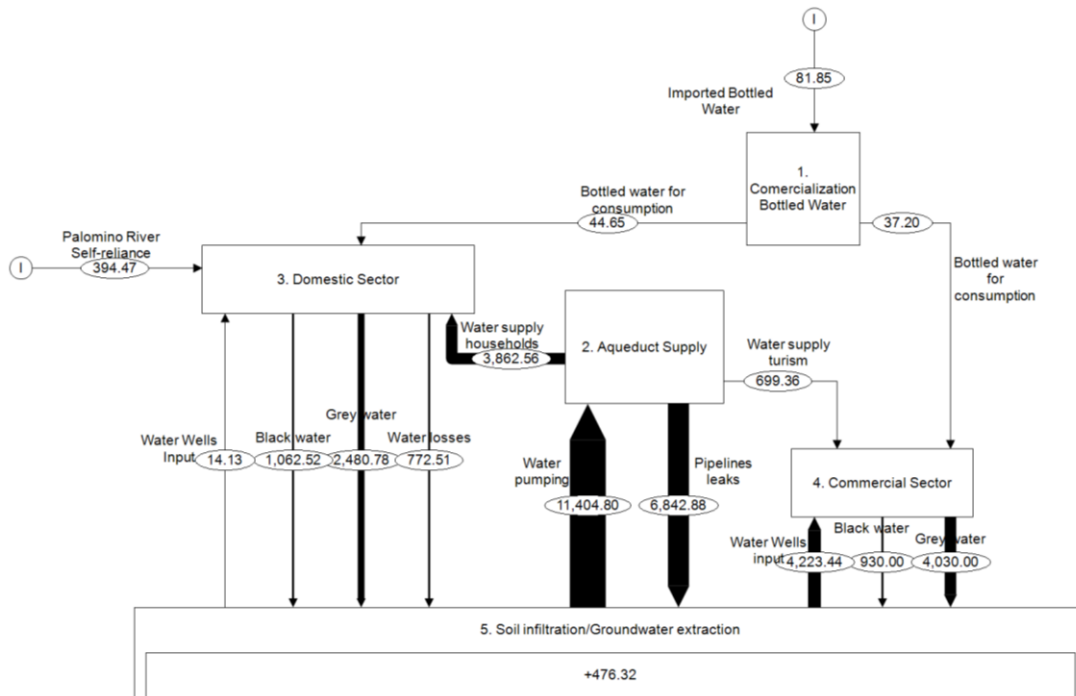 I
81.85
Imported Bottled
Water
1.
Comercialization
Bottled Water
Bottled water for
consumption
44.65
37.20
Palomino River
Self-reliance
I
394.47
3. Domestic Sector
Bottled water
for
consumption
Water supply
households
3,862.56
2. Aqueduct Supply
Water supply
turism
699.36
Grey water
Water Wells
Input
Black water
Water losses
14.13
1,062.52
2,480.78
772.51
Water
pumping
11,404.80
Pipelines
leaks
6,842.88
4. Commercial Sector
Black water
Water Wells
input
Grey water
4,223.44
930.00
4,030.00
5. Soil infiltration/Groundwater extraction
+476.32